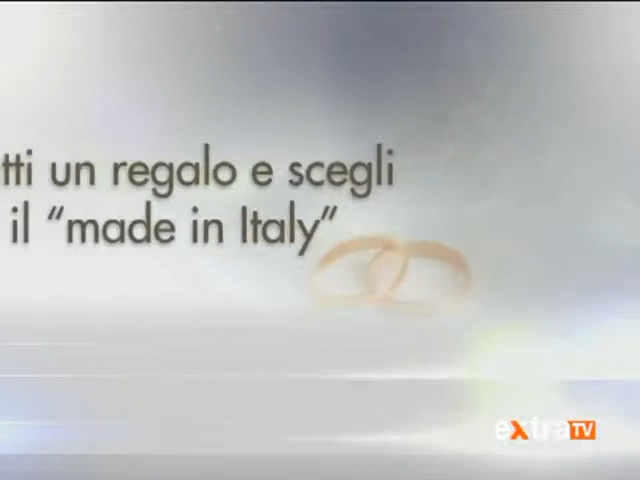 tti un regalo e scegli
il “made in Italy”
extraTV